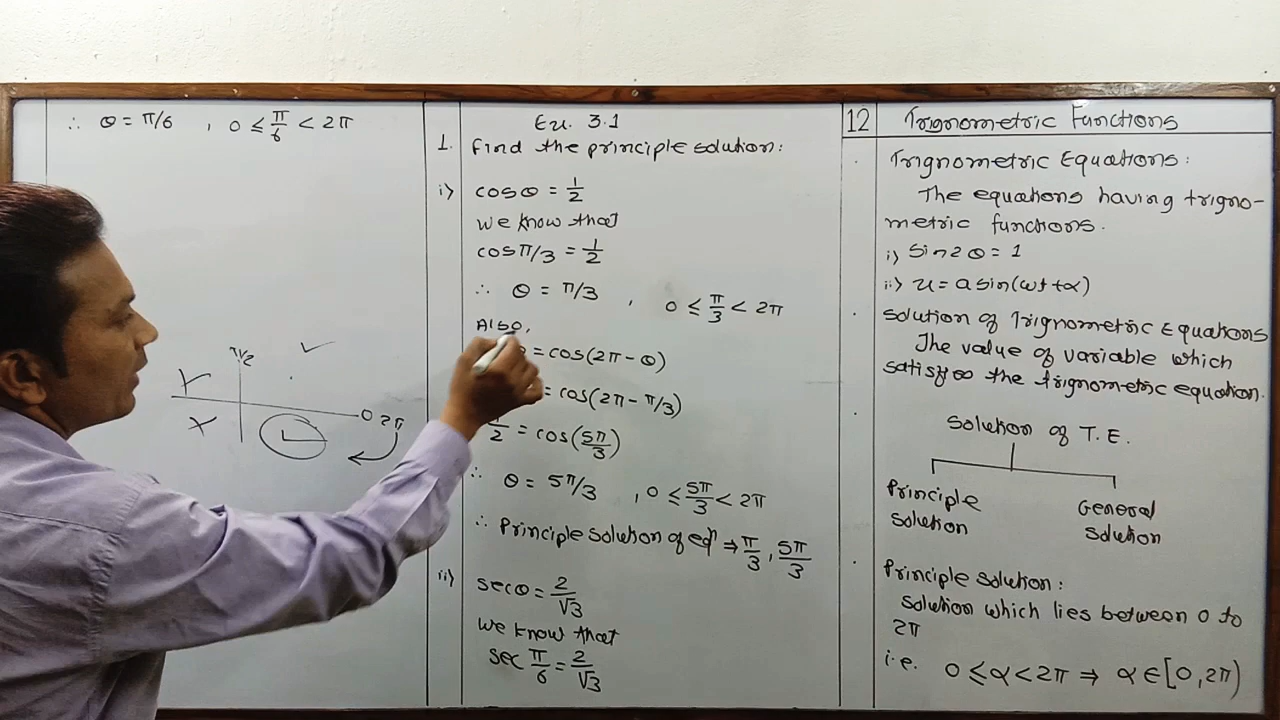 12 Trignometric Functions
. Trignometric Equations:
The equations having trigno-
metric functions.
i) sin2θ = 1
ii) x = a sin(wt + α)
. Solution of Trignometric Equations
The value of variable which
satisfies the trignometric equation.
. Solution of T.E.
Principle
solution
General
solution
. Principle solution:
Solution which lies between 0 to
2π
i.e. 0 ≤ α < 2π ⇒ α ∈ [0, 2π)
Ex. 3.1
1. Find the principle solution:
i) cosθ = 1/2
We know that
cosπ/3 = 1/2
∴ θ = π/3 , 0 ≤ π/3 < 2π
Also,
= cos(2π - θ)
= cos(2π - π/3)
1/2 = cos(5π/3)
∴ θ = 5π/3 , 0 ≤ 5π/3 < 2π
∴ Principle solution of eqn ⇒ π/3, 5π/3
ii) secθ = 2/√3
We know that
sec π/6 = 2/√3
∴ θ = π/6 , 0 ≤ π/6 < 2π
π/2
0 2π